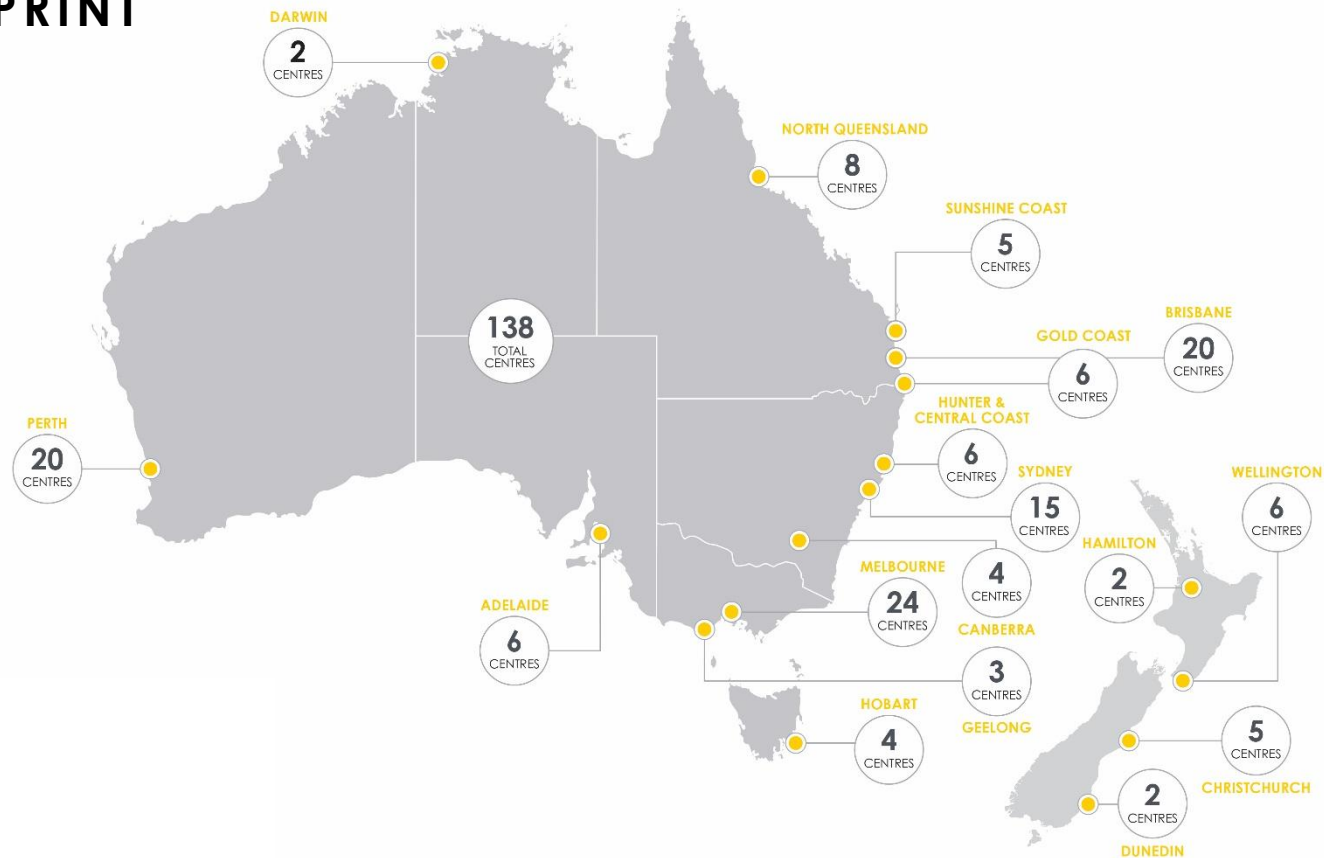 PRINT
DARWIN
2
CENTRES
NORTH QUEENSLAND
8
CENTRES
SUNSHINE COAST
5
CENTRES
BRISBANE
20
CENTRES
GOLD COAST
6
CENTRES
138
TOTAL
CENTRES
HUNTER &
CENTRAL COAST
6
CENTRES
PERTH
20
CENTRES
SYDNEY
15
CENTRES
WELLINGTON
6
CENTRES
HAMILTON
2
CENTRES
MELBOURNE
24
CENTRES
4
CENTRES
CANBERRA
ADELAIDE
6
CENTRES
3
CENTRES
GEELONG
HOBART
4
CENTRES
5
CENTRES
CHRISTCHURCH
2
CENTRES
DUNEDIN